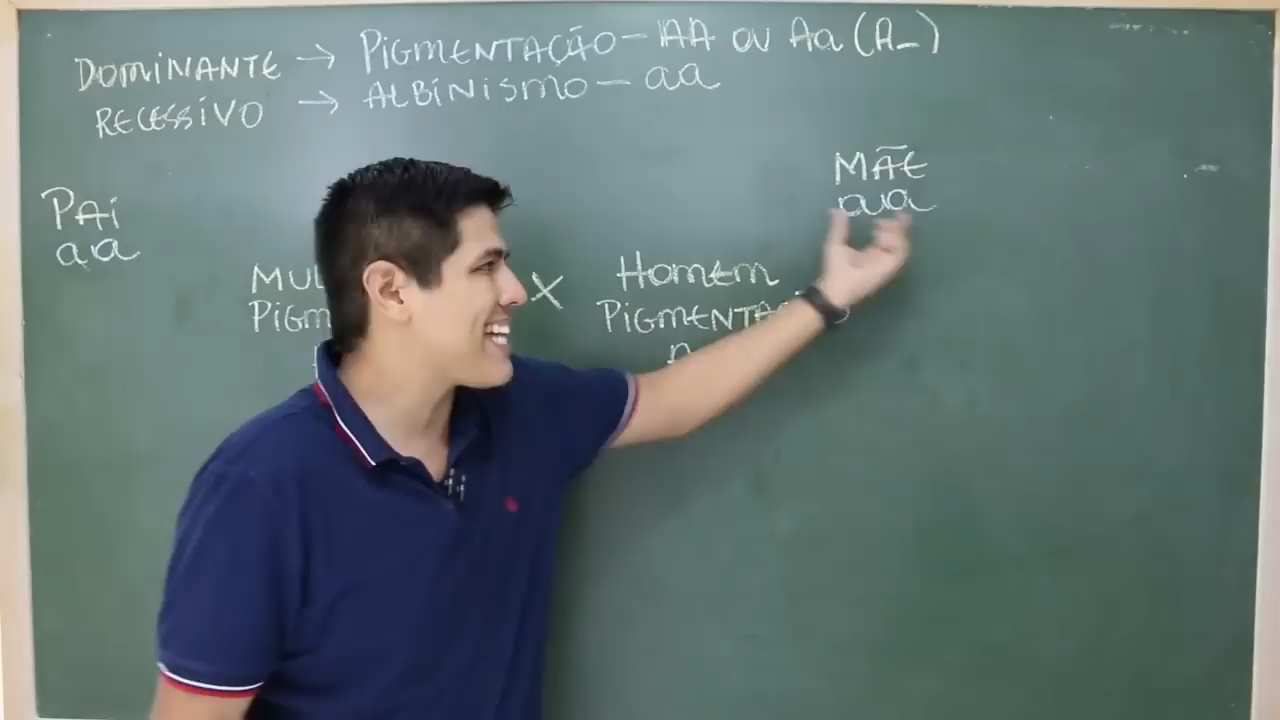 DOMINANTE → PIGMENTAÇÃO - AA ou Aa (A_)
RECESSIVO → ALBINISMO - aa
PAI
aa
MÃE
aa
X
HOMEM